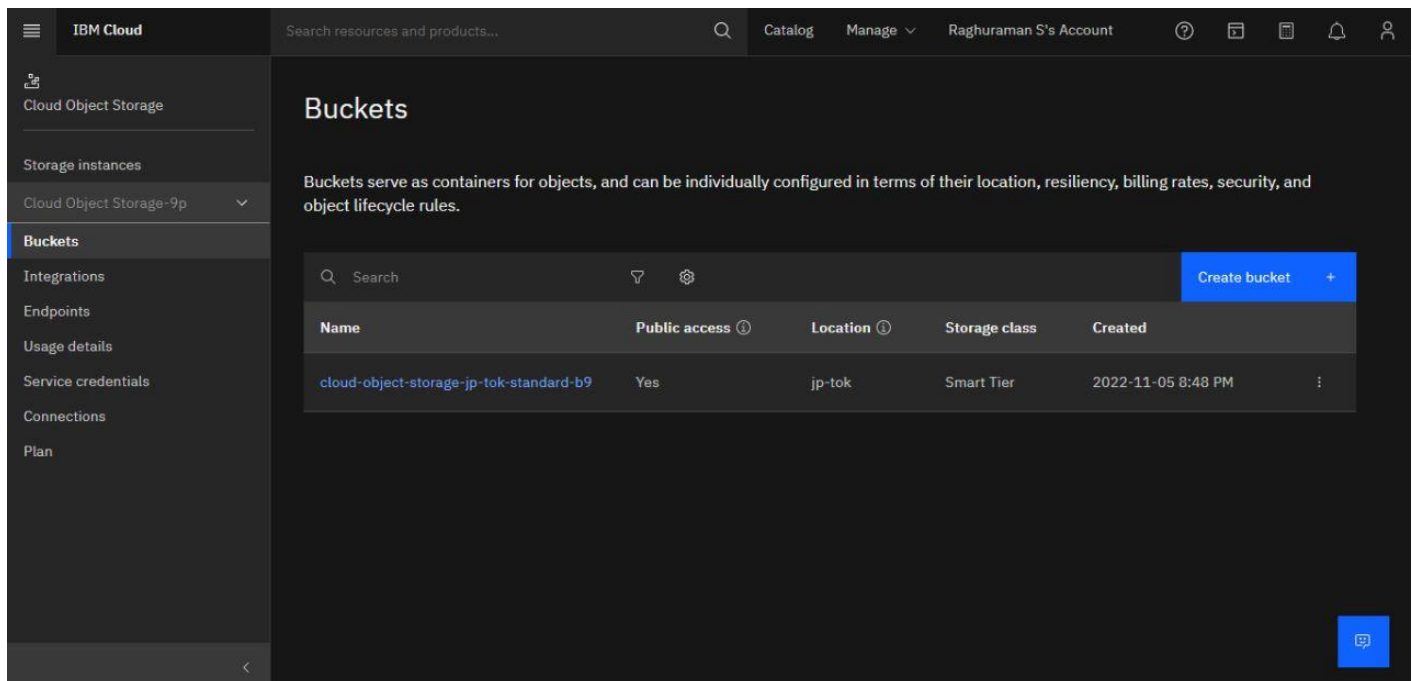 IBM Cloud
Search resources and products...
Catalog
Manage
Raghuraman S's Account
Cloud Object Storage
Storage instances
Cloud Object Storage-9p
Buckets
Integrations
Endpoints
Usage details
Service credentials
Connections
Plan
Buckets
Buckets serve as containers for objects, and can be individually configured in terms of their location, resiliency, billing rates, security, and
object lifecycle rules.
Search
Create bucket +
Name Public access Location Storage class Created
cloud-object-storage-jp-tok-standard-b9 Yes jp-tok Smart Tier 2022-11-05 8:48 PM